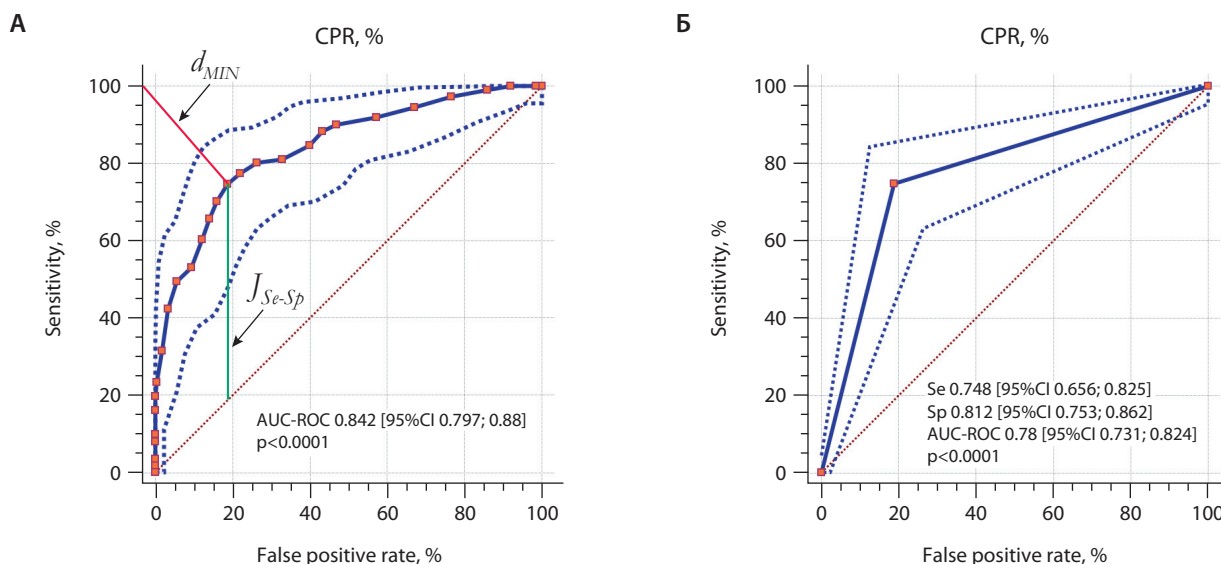 А
CPR, %
d_MIN
100
80
60
40
20
0
Sensitivity, %
J_Se-Sp
AUC-ROC 0.842 [95%CI 0.797; 0.88]
p<0.0001
0 20 40 60 80 100
False positive rate, %
Б
CPR, %
100
80
60
40
20
0
Sensitivity, %
Se 0.748 [95%CI 0.656; 0.825]
Sp 0.812 [95%CI 0.753; 0.862]
AUC-ROC 0.78 [95%CI 0.731; 0.824]
p<0.0001
0 20 40 60 80 100
False positive rate, %